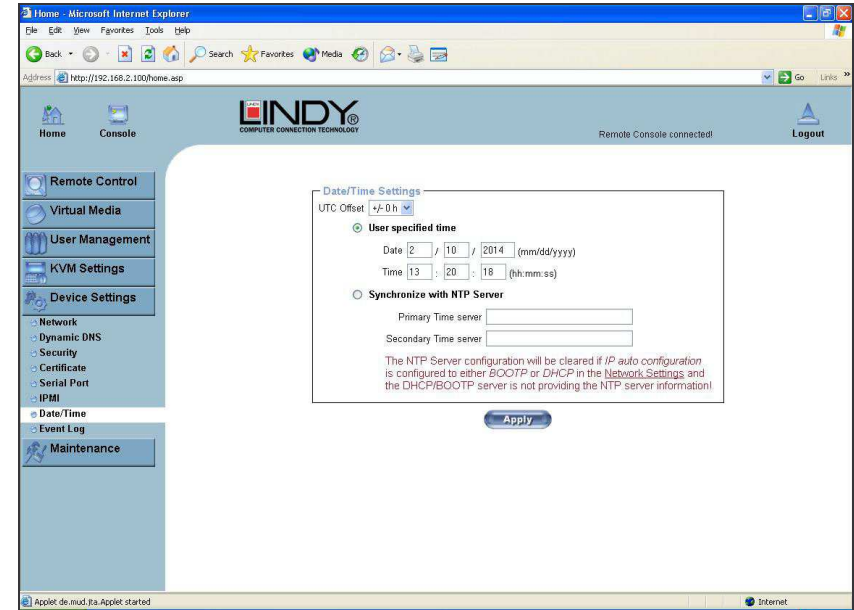 Home - Microsoft Internet Explorer
File Edit View Favorites Tools Help
Back Search Favorites Media
Address http://192.168.2.100/home.asp Go Links »
Home Console
LINDY®
COMPUTER CONNECTION TECHNOLOGY
Remote Console connected!
Logout
Remote Control
Virtual Media
User Management
KVM Settings
Device Settings
Network
Dynamic DNS
Security
Certificate
Serial Port
IPMI
Date/Time
Event Log
Maintenance
Date/Time Settings
UTC Offset +/- 0 h
User specified time
Date 2 / 10 / 2014 (mm/dd/yyyy)
Time 13 : 20 : 18 (hh:mm:ss)
Synchronize with NTP Server
Primary Time server
Secondary Time server
The NTP Server configuration will be cleared if IP auto configuration
is configured to either BOOTP or DHCP in the Network Settings and
the DHCP/BOOTP server is not providing the NTP server information!
Apply
Applet de.mud.jta.Applet started
Internet